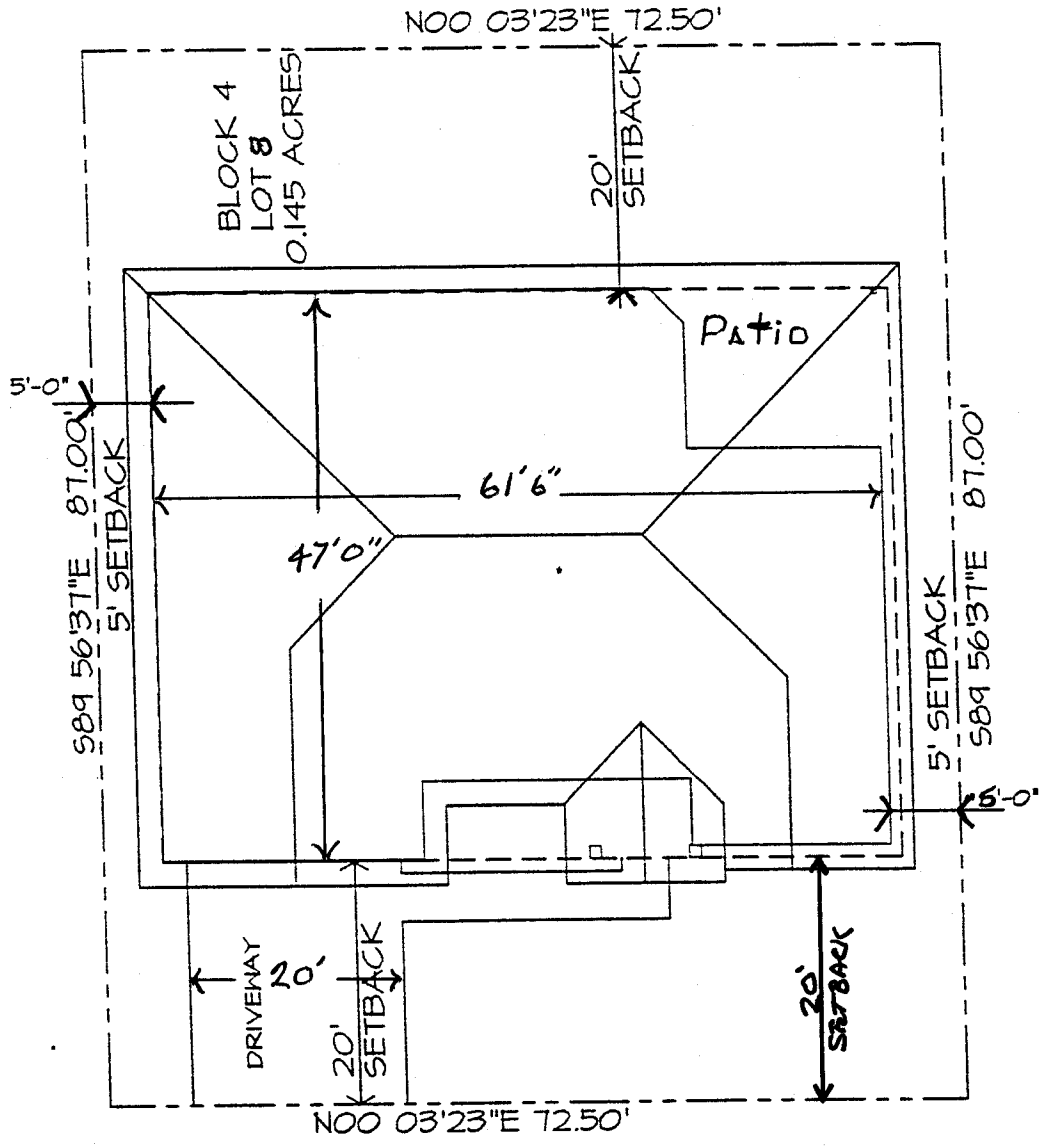 N00 03'23"E 72.50'
BLOCK 4
LOT 8
0.145 ACRES
20'
SETBACK
Patio
5'-0"
S89 56'37"E 87.00'
5' SETBACK
61'6"
47'0"
5' SETBACK
S89 56'37"E 87.00'
5'-0"
DRIVEWAY
20'
20'
SETBACK
20'
SETBACK
N00 03'23"E 72.50'